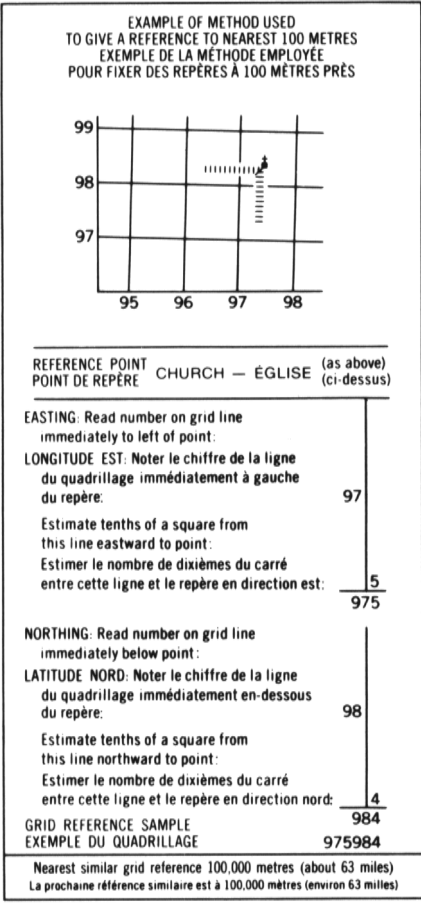 EXAMPLE OF METHOD USED
TO GIVE A REFERENCE TO NEAREST 100 METRES
EXEMPLE DE LA MÉTHODE EMPLOYÉE
POUR FIXER DES REPÈRES À 100 MÈTRES PRÈS
99
98
97
95 96 97 98
REFERENCE POINT
POINT DE REPÈRE CHURCH — ÉGLISE (as above)
(ci-dessus)
EASTING: Read number on grid line
immediately to left of point:
LONGITUDE EST: Noter le chiffre de la ligne
du quadrillage immédiatement à gauche
du repère: 97
Estimate tenths of a square from
this line eastward to point:
Estimer le nombre de dixièmes du carré
entre cette ligne et le repère en direction est: 5
975
NORTHING: Read number on grid line
immediately below point:
LATITUDE NORD: Noter le chiffre de la ligne
du quadrillage immédiatement en-dessous
du repère: 98
Estimate tenths of a square from
this line northward to point:
Estimer le nombre de dixièmes du carré
entre cette ligne et le repère en direction nord: 4
984
GRID REFERENCE SAMPLE
EXEMPLE DU QUADRILLAGE 975984
Nearest similar grid reference 100,000 metres (about 63 miles)
La prochaine référence similaire est à 100,000 mètres (environ 63 milles)